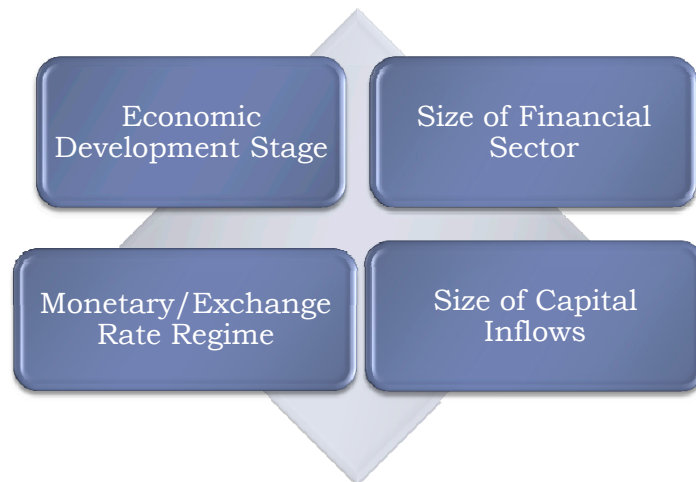 Economic
Development Stage
Size of Financial
Sector
Monetary/Exchange
Rate Regime
Size of Capital
Inflows